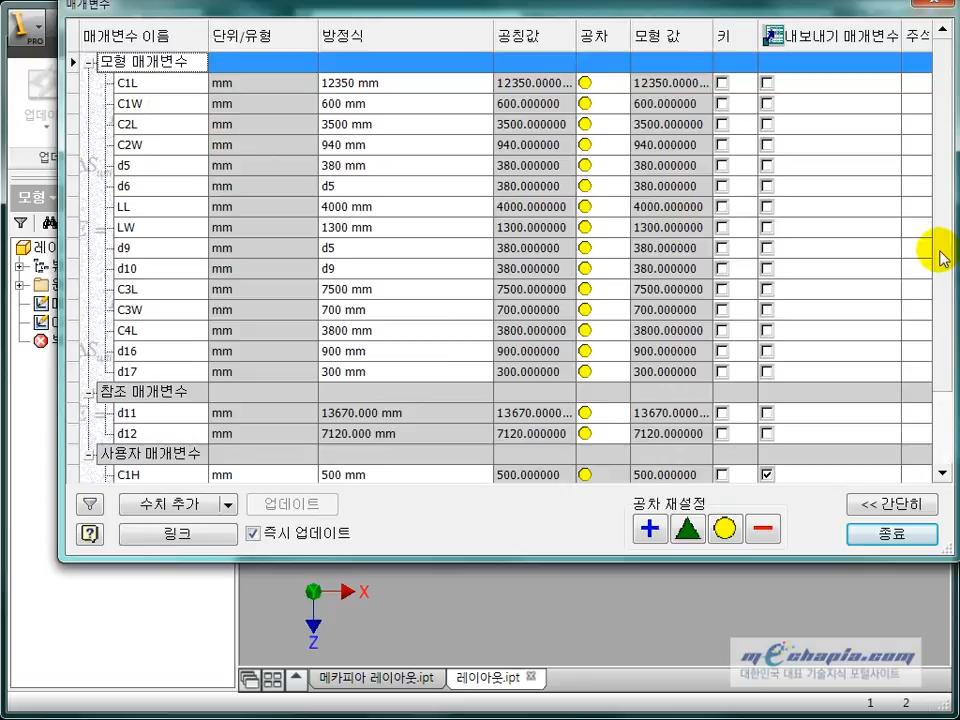 매개변수
PRO
매개변수 이름 단위/유형 방정식 공칭값 공차 모형 값 키 내보내기 매개변수 주석
모형 매개변수
C1L mm 12350 mm 12350.0000... 12350.0000...
C1W mm 600 mm 600.000000 600.000000
C2L mm 3500 mm 3500.000000 3500.000000
C2W mm 940 mm 940.000000 940.000000
d5 mm 380 mm 380.000000 380.000000
d6 mm d5 380.000000 380.000000
LL mm 4000 mm 4000.000000 4000.000000
LW mm 1300 mm 1300.000000 1300.000000
d9 mm d5 380.000000 380.000000
d10 mm d9 380.000000 380.000000
C3L mm 7500 mm 7500.000000 7500.000000
C3W mm 700 mm 700.000000 700.000000
C4L mm 3800 mm 3800.000000 3800.000000
d16 mm 900 mm 900.000000 900.000000
d17 mm 300 mm 300.000000 300.000000
참조 매개변수
d11 mm 13670.000 mm 13670.0000... 13670.0000...
d12 mm 7120.000 mm 7120.000000 7120.000000
사용자 매개변수
C1H mm 500 mm 500.000000 500.000000
업데
모형
레이
수치 추가 업데이트 공차 재설정 << 간단히
링크 즉시 업데이트 종료
X
Z
메카피아 레이아웃.ipt 레이아웃.ipt
mechapia.com
대한민국 대표 기술지식 포털사이트
1 2